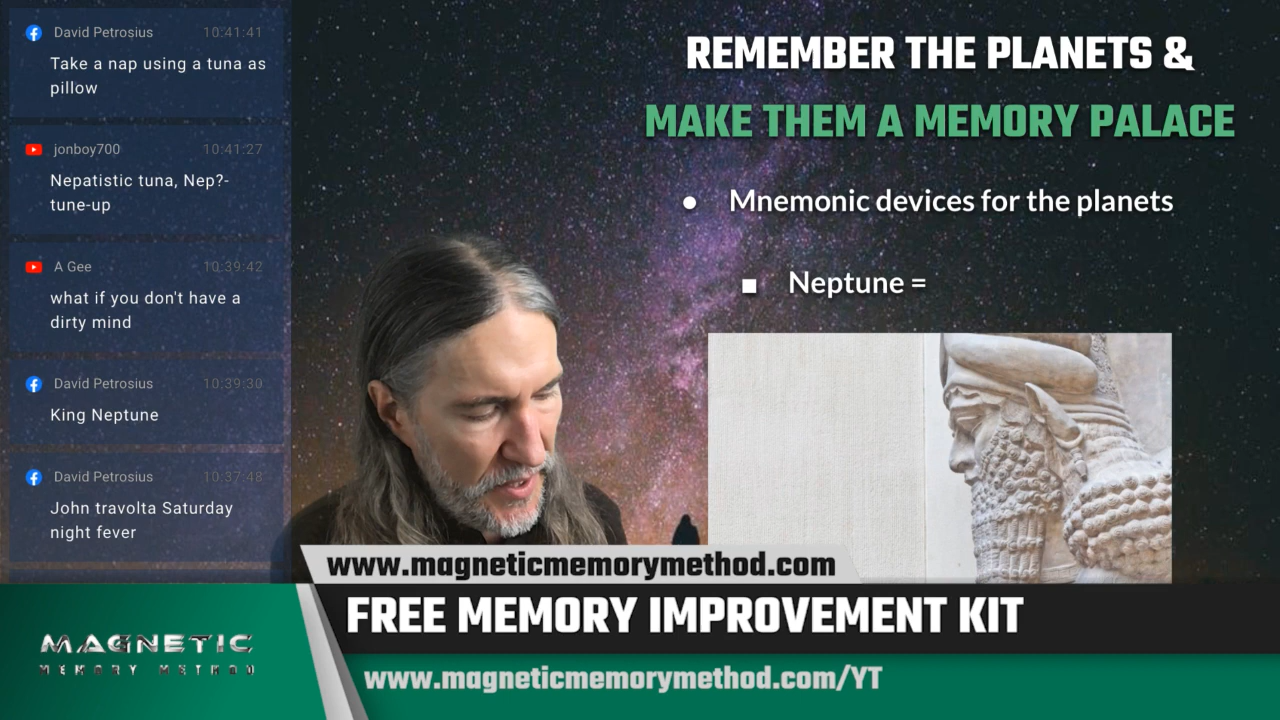 David Petrosius 10:41:41
Take a nap using a tuna as
pillow
jonboy700 10:41:27
Nepatistic tuna, Nep?-
tune-up
A Gee 10:39:42
what if you don't have a
dirty mind
David Petrosius 10:39:30
King Neptune
David Petrosius 10:37:48
John travolta Saturday
night fever
REMEMBER THE PLANETS &
MAKE THEM A MEMORY PALACE
• Mnemonic devices for the planets
■ Neptune =
www.magneticmemorymethod.com
FREE MEMORY IMPROVEMENT KIT
www.magneticmemorymethod.com/YT
MAGNETIC
MEMORY METHOD